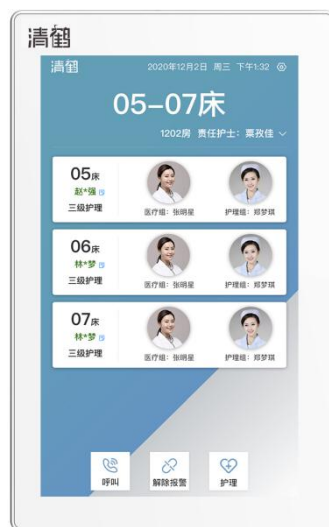 清鹤
清鹤 2020年12月2日 周三 下午1:32
05-07床
1202房 责任护士：粟孜佳
05床
赵*强
三级护理
医疗组：张明星
护理组：郑梦琪
06床
林*梦
三级护理
医疗组：张明星
护理组：郑梦琪
07床
林*梦
三级护理
医疗组：张明星
护理组：郑梦琪
呼叫
解除报警
护理